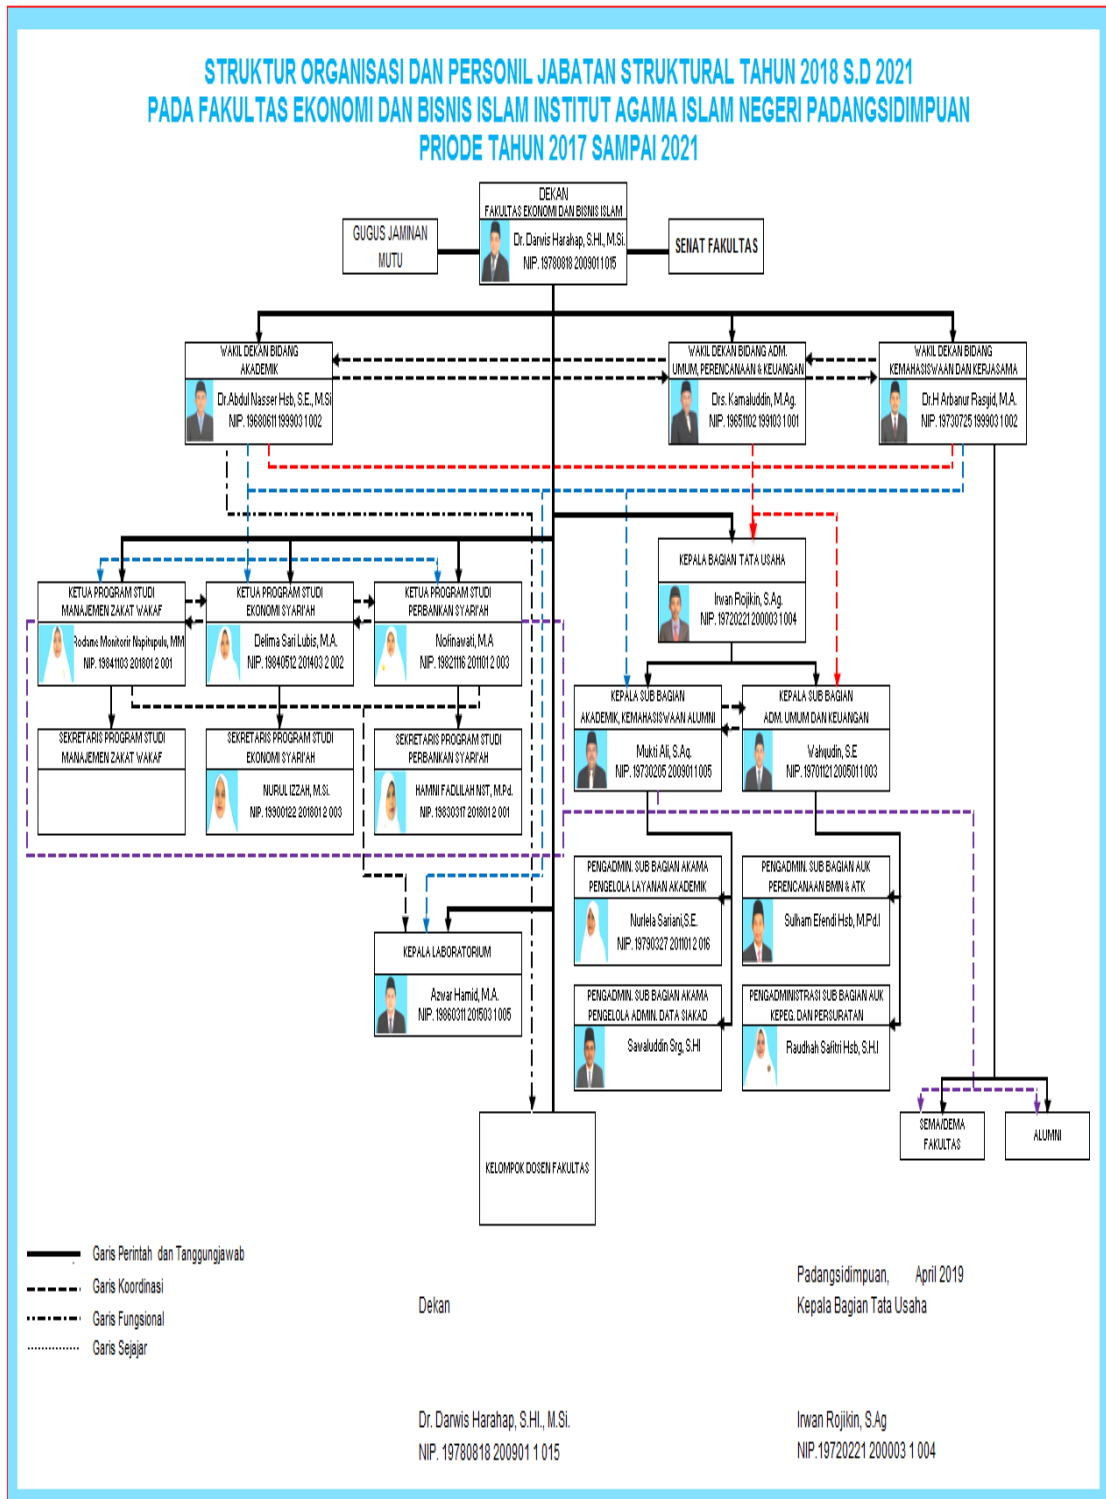 STRUKTUR ORGANISASI DAN PERSONIL JABATAN STRUKTURAL TAHUN 2018 S.D 2021
PADA FAKULTAS EKONOMI DAN BISNIS ISLAM INSTITUT AGAMA ISLAM NEGERI PADANGSIDIMPUAN
PRIODE TAHUN 2017 SAMPAI 2021
DEKAN
FAKULTAS EKONOMI DAN BISNIS ISLAM
Dr. Darwis Harahap, S.HI., M.Si.
NIP. 19780818 200901 1 015
GUGUS JAMINAN
MUTU
SENAT FAKULTAS
WAKIL DEKAN BIDANG
AKADEMIK
Dr.Abdul Nasser Hsb, S.E., M.Si
NIP. 19680611 199903 1 002
WAKIL DEKAN BIDANG ADM.
UMUM, PERENCANAAN & KEUANGAN
Drs. Kamaluddin, M.Ag.
NIP. 19651102 199103 1 001
WAKIL DEKAN BIDANG
KEMAHASISWAAN DAN KERJASAMA
Dr.H Arbanur Rasyid, M.A.
NIP. 19730725 199903 1 002
KEPALA BAGIAN TATA USAHA
Irwan Rojikin, S.Ag.
NIP. 19720221 200003 1 004
KETUA PROGRAM STUDI
MANAJEMEN ZAKAT WAKAF
Rodame Monitorir Napitupulu, MM
NIP. 19841103 201801 2 001
KETUA PROGRAM STUDI
EKONOMI SYARI'AH
Delima Sari Lubis, M.A.
NIP. 19840512 201403 2 002
KETUA PROGRAM STUDI
PERBANKAN SYARI'AH
Nofinawati, M.A
NIP. 19821116 201101 2 003
SEKRETARIS PROGRAM STUDI
MANAJEMEN ZAKAT WAKAF
SEKRETARIS PROGRAM STUDI
EKONOMI SYARI'AH
NURUL IZZAH, M.Si.
NIP. 19900122 201801 2 003
SEKRETARIS PROGRAM STUDI
PERBANKAN SYARI'AH
HAMNI FADLILAH NST, M.Pd.
NIP. 19830317 201801 2 001
KEPALA SUB BAGIAN
AKADEMIK, KEMAHASISWAAN ALUMNI
Mukti Ali, S.Ag.
NIP. 19730205 200901 1 005
KEPALA SUB BAGIAN
ADM. UMUM DAN KEUANGAN
Wahyudin, S.E
NIP. 19701121 200501 1 003
PENGADMIN. SUB BAGIAN AKAMA
PENGELOLA LAYANAN AKADEMIK
Nurlela Sariani,S.E.
NIP. 19790327 201101 2 016
PENGADMIN. SUB BAGIAN AUK
PERENCANAAN BMN & ATK
Sulham Efendi Hsb, M.Pd.I
KEPALA LABORATORIUM
Azwar Hamid, M.A.
NIP. 19860311 201503 1 005
PENGADMIN. SUB BAGIAN AKAMA
PENGELOLA ADMIN. DATA SIAKAD
Sawaluddin Srg, S.HI
PENGADMINISTRASI SUB BAGIAN AUK
KEPEG. DAN PERSURATAN
Raudhah Safitri Hsb, S.H.I
KELOMPOK DOSEN FAKULTAS
SEMA/DEMA
FAKULTAS
ALUMNI
Garis Perintah dan Tanggungjawab
Garis Koordinasi
Garis Fungsional
Garis Sejajar
Padangsidimpuan, April 2019
Dekan
Kepala Bagian Tata Usaha
Dr. Darwis Harahap, S.HI., M.Si.
NIP. 19780818 200901 1 015
Irwan Rojikin, S.Ag
NIP.19720221 200003 1 004